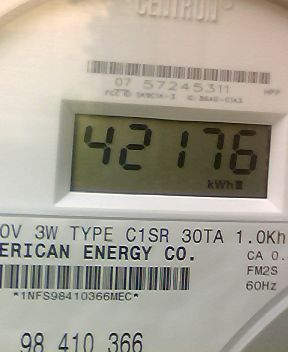 CENTRON
07 57245311
HPP
42176
kWh
0V 3W TYPE C1SR 30TA 1.0Kh
ERICAN ENERGY CO.
CA 0.
FM2S
60Hz
*1NFS98410366MEC*
98 410 366